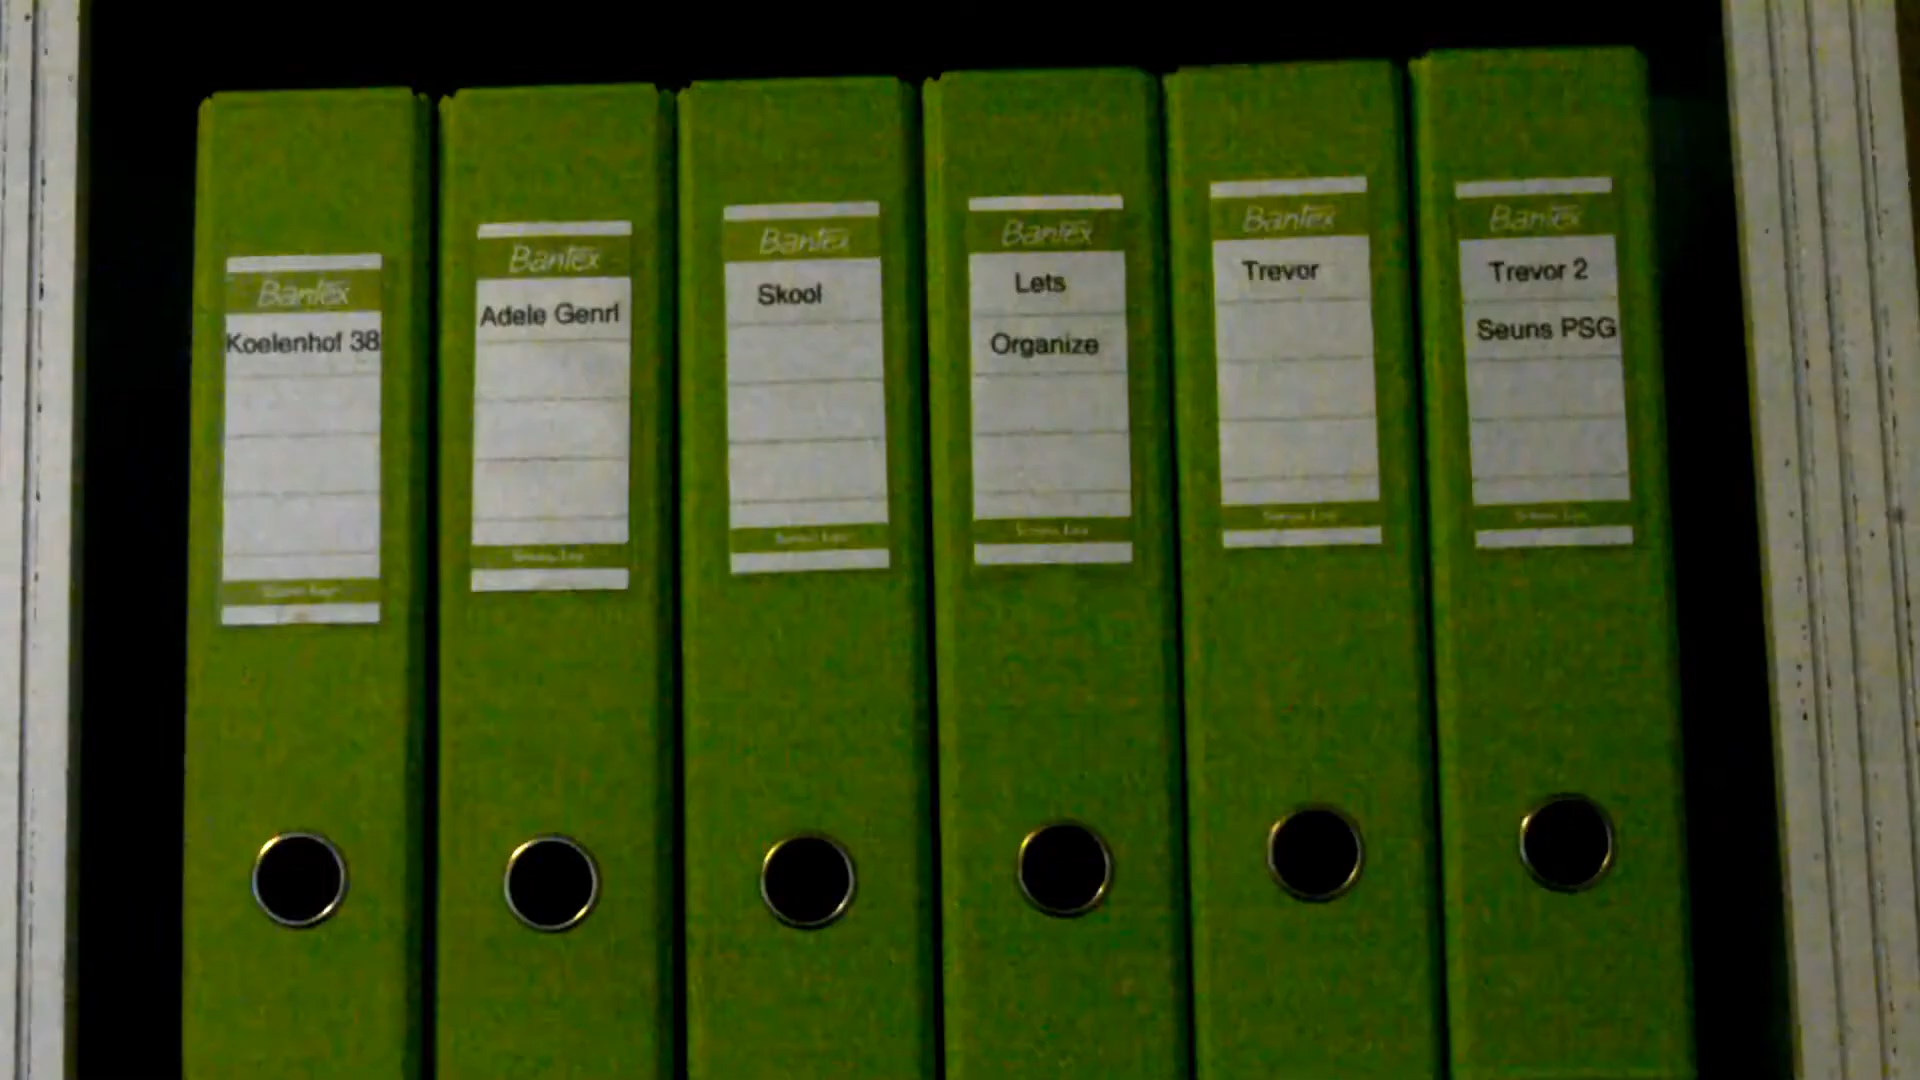 Bantex
Koelenhof 38
Bantex
Adele Genrl
Bantex
Skool
Bantex
Lets
Organize
Bantex
Trevor
Bantex
Trevor 2
Seuns PSG